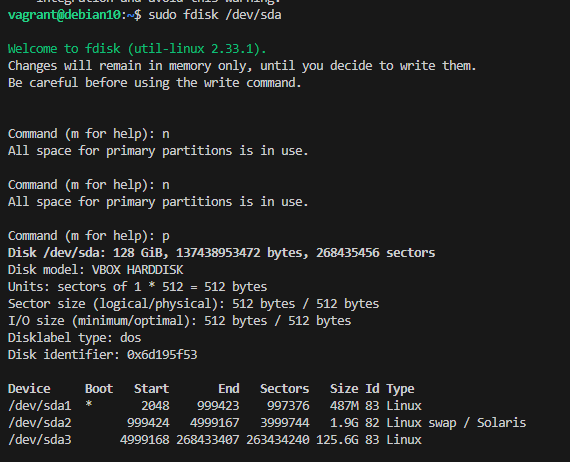 integration and avoid this warning.
vagrant@debian10:~$ sudo fdisk /dev/sda
Welcome to fdisk (util-linux 2.33.1).
Changes will remain in memory only, until you decide to write them.
Be careful before using the write command.
Command (m for help): n
All space for primary partitions is in use.
Command (m for help): n
All space for primary partitions is in use.
Command (m for help): p
Disk /dev/sda: 128 GiB, 137438953472 bytes, 268435456 sectors
Disk model: VBOX HARDDISK
Units: sectors of 1 * 512 = 512 bytes
Sector size (logical/physical): 512 bytes / 512 bytes
I/O size (minimum/optimal): 512 bytes / 512 bytes
Disklabel type: dos
Disk identifier: 0x6d195f53
Device     Boot   Start       End   Sectors   Size Id Type
/dev/sda1  *       2048    999423    997376   487M 83 Linux
/dev/sda2        999424   4999167   3999744   1.9G 82 Linux swap / Solaris
/dev/sda3       4999168 268433407 263434240 125.6G 83 Linux